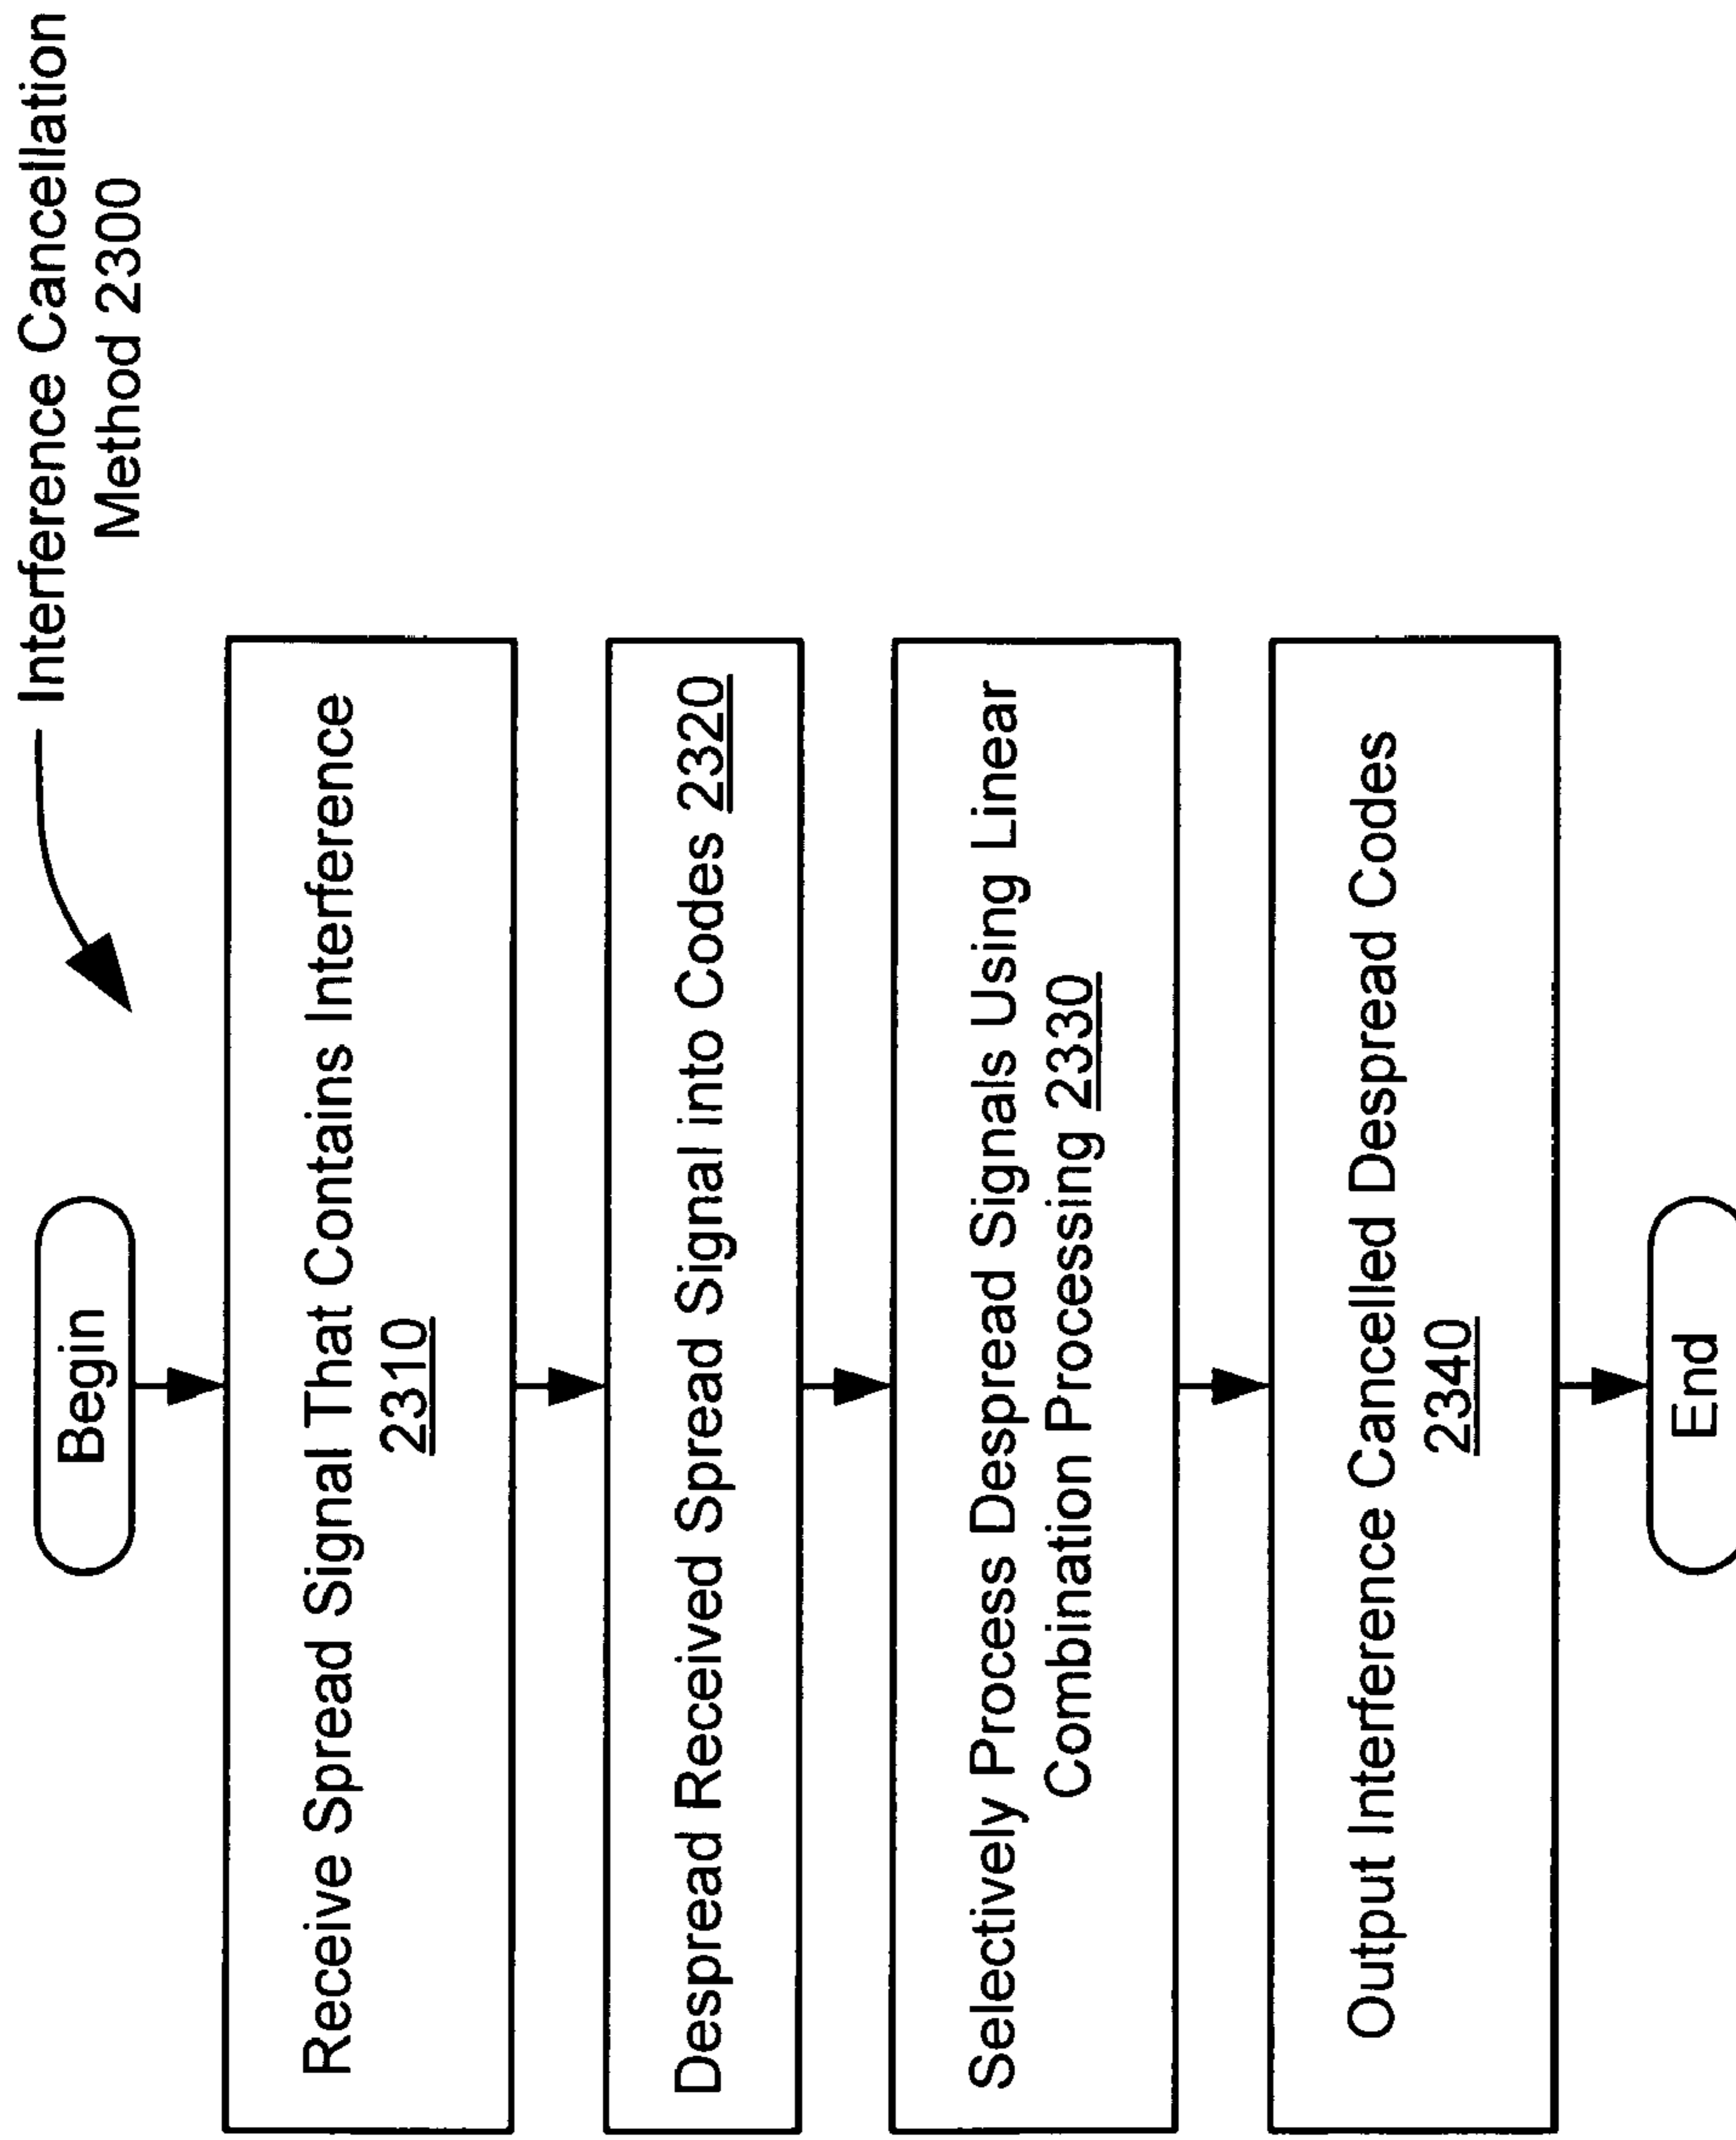 Interference Cancellation
Method 2300
Begin
Receive Spread Signal That Contains Interference
2310
Despread Received Spread Signal into Codes 2320
Selectively Process Despread Signals Using Linear
Combination Processing 2330
Output Interference Cancelled Despread Codes
2340
End